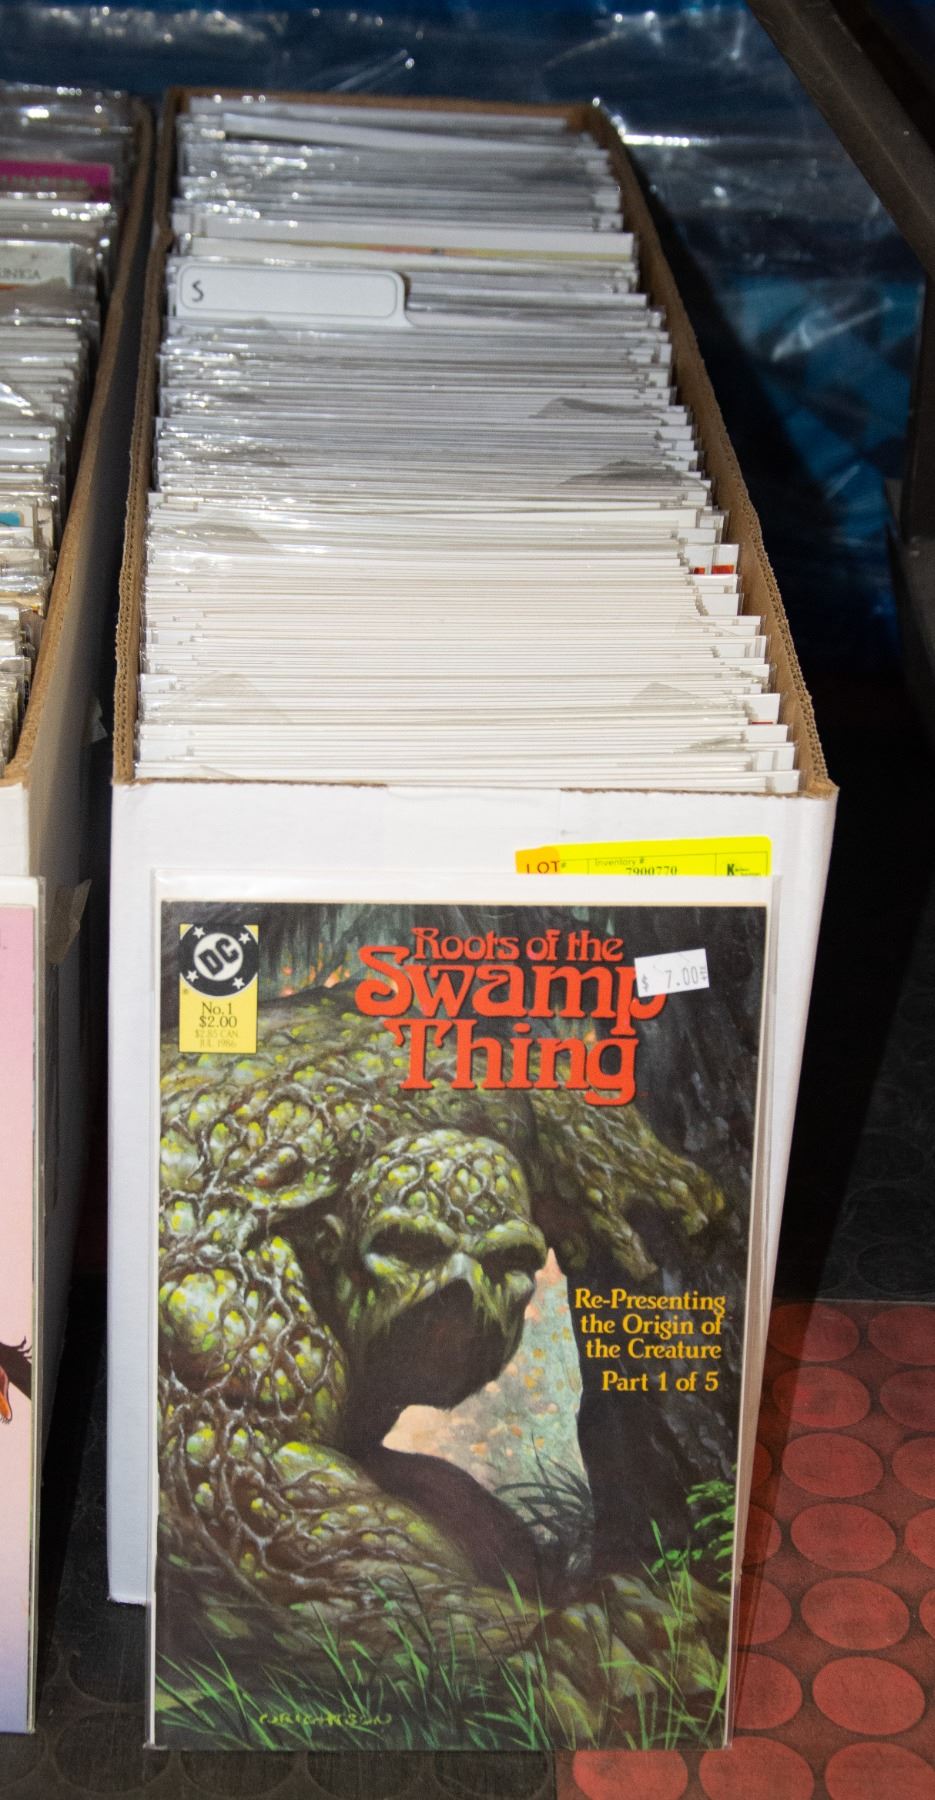 S
LOT#
Inventory #
7900770
DC
No. 1
$2.00
$2.85 CAN.
JUL 1986
Roots of the
Swamp
Thing
$ 7.00
Re-Presenting
the Origin of
the Creature
Part 1 of 5